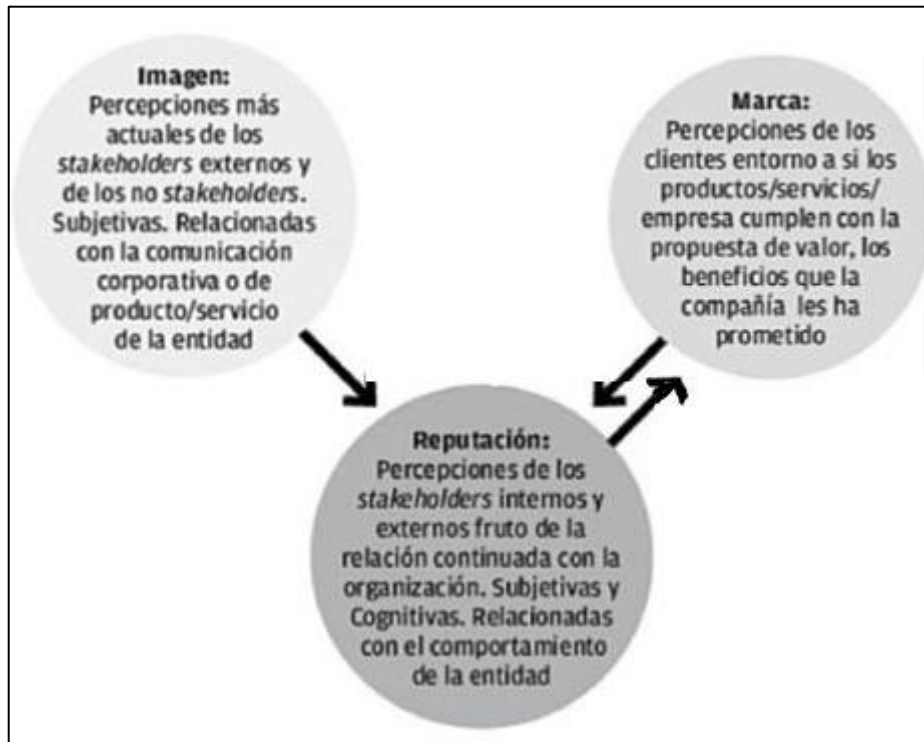 Imagen:
Percepciones más
actuales de los
stakeholders externos y
de los no stakeholders.
Subjetivas. Relacionadas
con la comunicación
corporativa o de
producto/servicio
de la entidad
Marca:
Percepciones de los
clientes entorno a si los
productos/servicios/
empresa cumplen con la
propuesta de valor, los
beneficios que la
compañía les ha
prometido
Reputación:
Percepciones de los
stakeholders internos y
externos fruto de la
relación continuada con la
organización. Subjetivas y
Cognitivas. Relacionadas
con el comportamiento
de la entidad